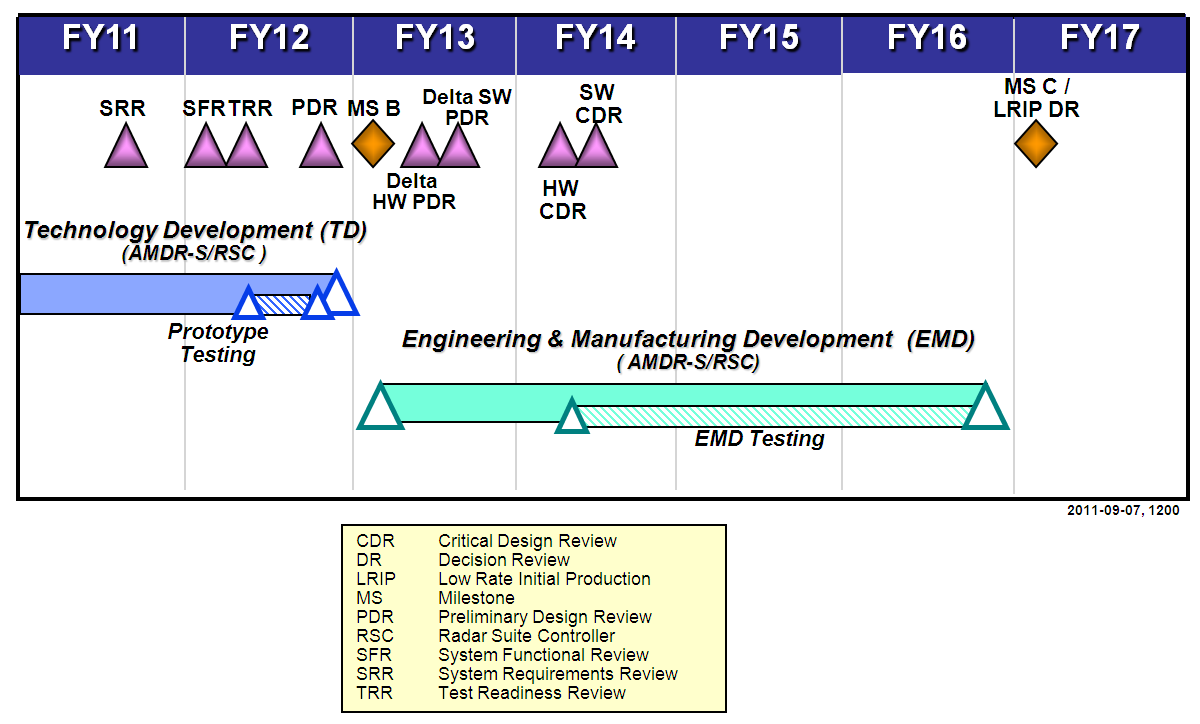 FY11 FY12 FY13 FY14 FY15 FY16 FY17
SRR
SFR TRR
PDR
MS B
Delta SW
PDR
Delta
HW PDR
SW
CDR
HW
CDR
MS C /
LRIP DR
Technology Development (TD)
(AMDR-S/RSC )
Prototype
Testing
Engineering & Manufacturing Development (EMD)
( AMDR-S/RSC)
EMD Testing
2011-09-07, 1200
CDR Critical Design Review
DR Decision Review
LRIP Low Rate Initial Production
MS Milestone
PDR Preliminary Design Review
RSC Radar Suite Controller
SFR System Functional Review
SRR System Requirements Review
TRR Test Readiness Review